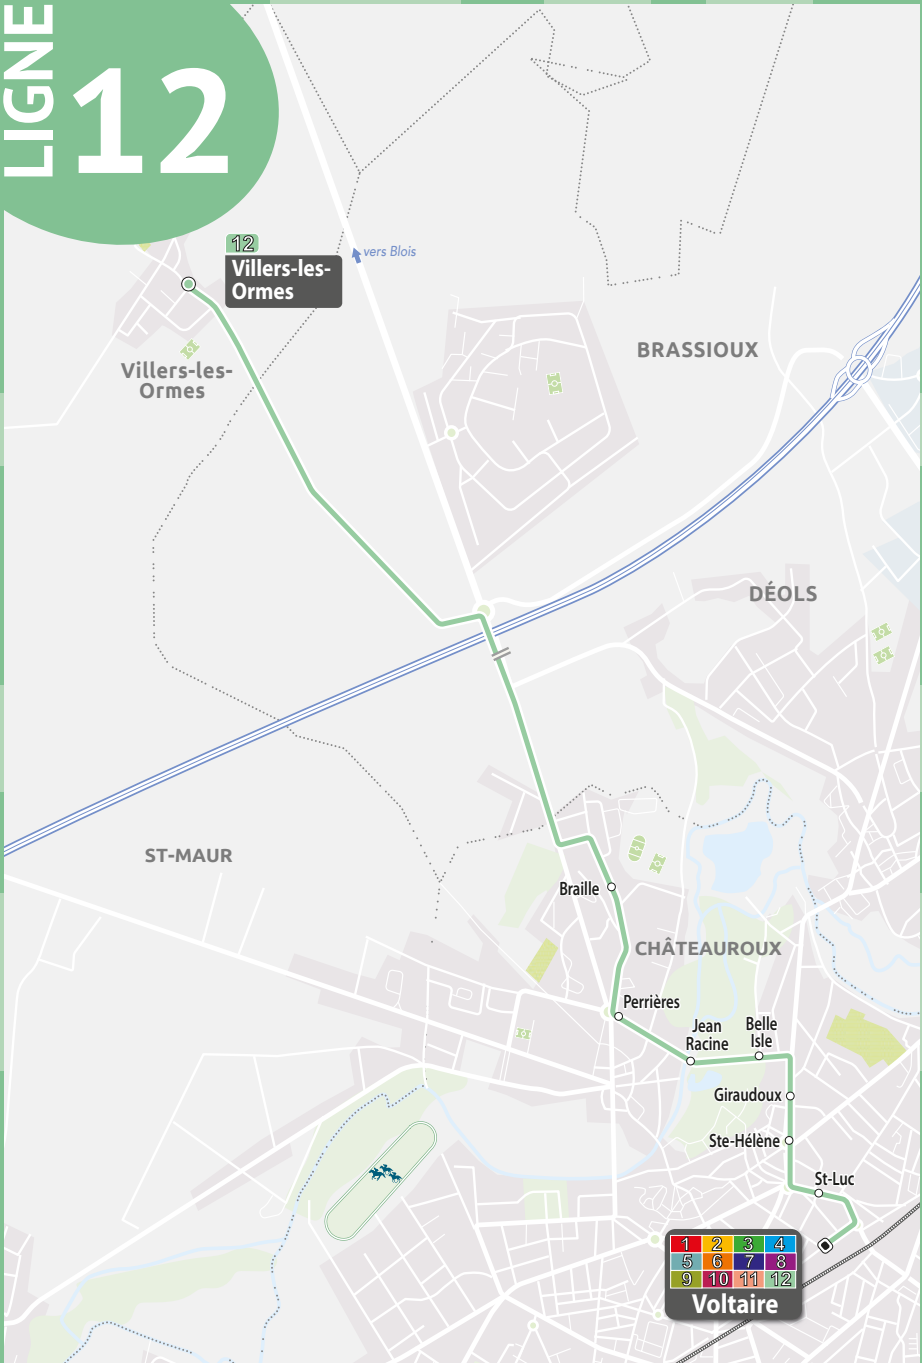 LIGNE
12
12
Villers-les-
Ormes
vers Blois
Villers-les-
Ormes
BRASSIOUX
DÉOLS
ST-MAUR
Braille
CHÂTEAUROUX
Perrières
Jean
Racine
Belle
Isle
Giraudoux
Ste-Hélène
St-Luc
1 2 3 4
5 6 7 8
9 10 11 12
Voltaire